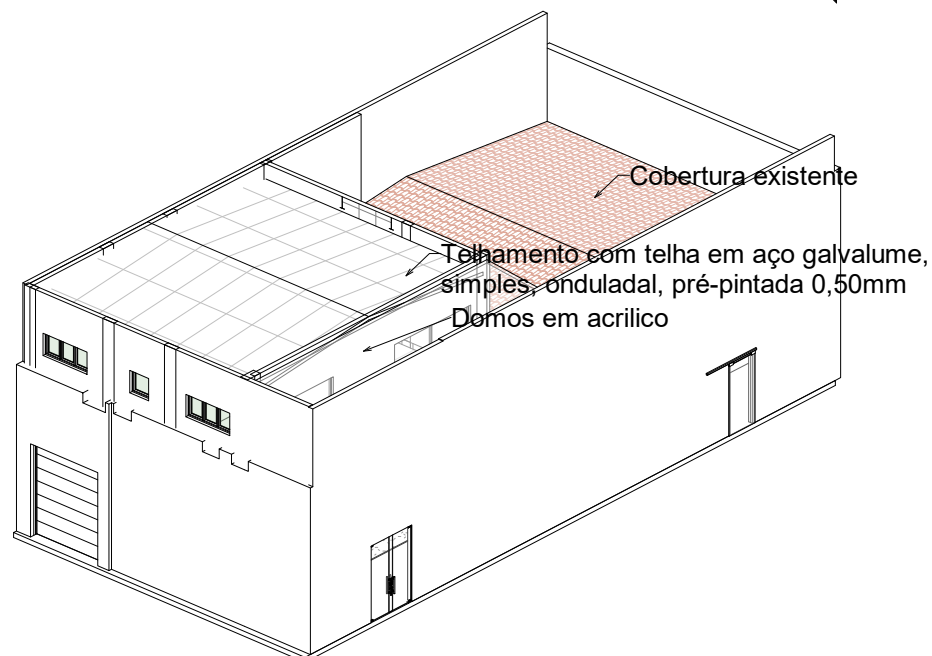 Cobertura existente
Telhamento com telha em aço galvalume,
simples, onduladal, pré-pintada 0,50mm
Domos em acrilico